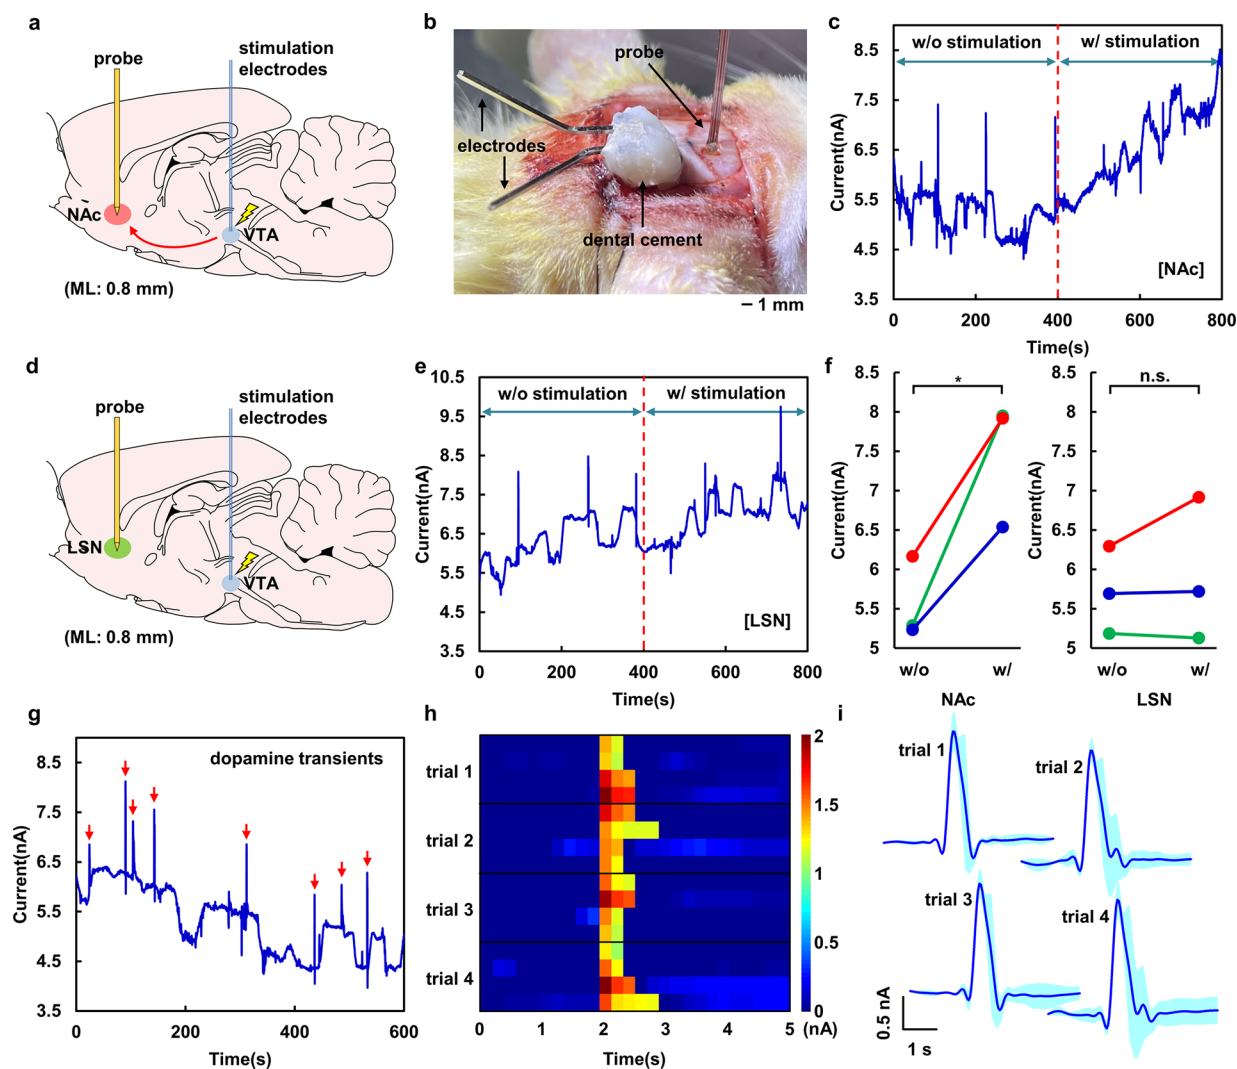 a
stimulation
electrodes
probe
NAc
VTA
(ML: 0.8 mm)
b
probe
electrodes
dental cement
1 mm
c
8.5
7.5
6.5
5.5
4.5
3.5
Current(nA)
w/o stimulation
w/ stimulation
[NAc]
0
200
400
600
800
Time(s)
d
stimulation
electrodes
probe
LSN
VTA
(ML: 0.8 mm)
e
10.5
9.5
8.5
7.5
6.5
5.5
4.5
3.5
Current(nA)
w/o stimulation
w/ stimulation
[LSN]
0
200
400
600
800
Time(s)
f
8.5
8
7.5
7
6.5
6
5.5
5
Current(nA)
*
w/o
w/
NAc
8.5
8
7.5
7
6.5
6
5.5
5
Current(nA)
n.s.
w/o
w/
LSN
g
8.5
7.5
6.5
5.5
4.5
3.5
Current(nA)
dopamine transients
0
200
400
600
Time(s)
h
trial 1
trial 2
trial 3
trial 4
0
1
2
3
4
5
Time(s)
2
1.5
1
0.5
0
(nA)
i
trial 1
trial 2
trial 3
trial 4
0.5 nA
1 s